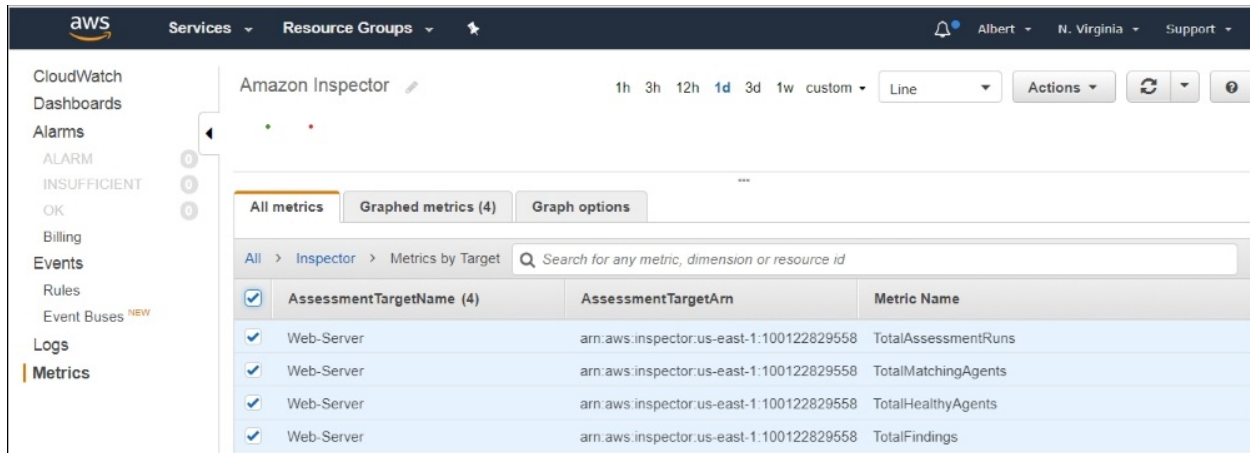 aws Services Resource Groups Albert N. Virginia Support
CloudWatch
Dashboards
Alarms
ALARM 0
INSUFFICIENT 0
OK 0
Billing
Events
Rules
Event Buses NEW
Logs
Metrics
Amazon Inspector 1h 3h 12h 1d 3d 1w custom Line Actions
All metrics Graphed metrics (4) Graph options
All > Inspector > Metrics by Target Search for any metric, dimension or resource id
AssessmentTargetName (4) AssessmentTargetArn Metric Name
Web-Server arn:aws:inspector:us-east-1:100122829558 TotalAssessmentRuns
Web-Server arn:aws:inspector:us-east-1:100122829558 TotalMatchingAgents
Web-Server arn:aws:inspector:us-east-1:100122829558 TotalHealthyAgents
Web-Server arn:aws:inspector:us-east-1:100122829558 TotalFindings